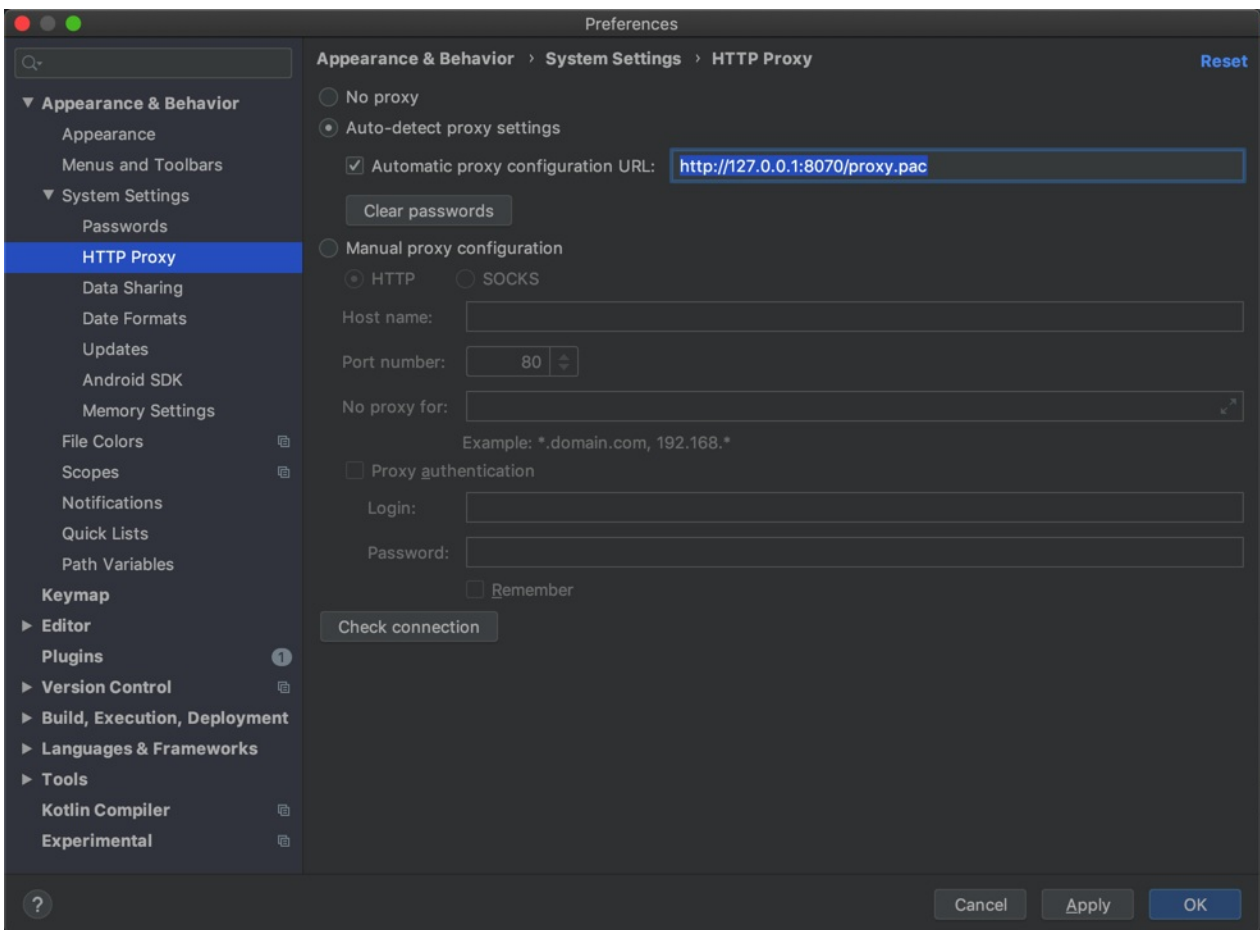 Preferences
Appearance & Behavior
Appearance
Menus and Toolbars
System Settings
Passwords
HTTP Proxy
Data Sharing
Date Formats
Updates
Android SDK
Memory Settings
File Colors
Scopes
Notifications
Quick Lists
Path Variables
Keymap
Editor
Plugins 1
Version Control
Build, Execution, Deployment
Languages & Frameworks
Tools
Kotlin Compiler
Experimental
Appearance & Behavior › System Settings › HTTP Proxy Reset
No proxy
Auto-detect proxy settings
Automatic proxy configuration URL: http://127.0.0.1:8070/proxy.pac
Clear passwords
Manual proxy configuration
HTTP SOCKS
Host name:
Port number: 80
No proxy for:
Example: *.domain.com, 192.168.*
Proxy authentication
Login:
Password:
Remember
Check connection
? Cancel Apply OK